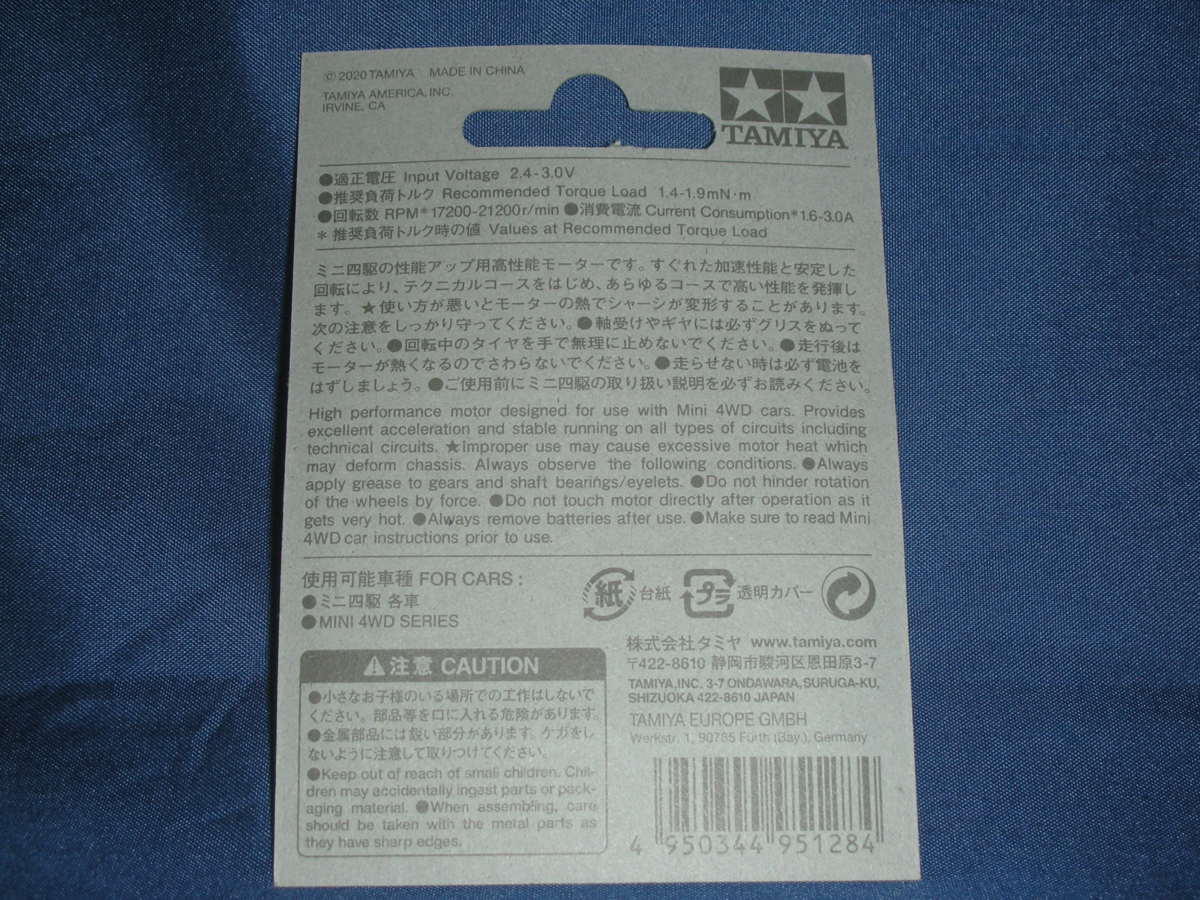 © 2020 TAMIYA MADE IN CHINA
TAMIYA AMERICA, INC.
IRVINE, CA
TAMIYA
●適正電圧 Input Voltage 2.4-3.0V
●推奨負荷トルク Recommended Torque Load 1.4-1.9mN·m
●回転数 RPM*17200-21200r/min ●消費電流 Current Consumption*1.6-3.0A
* 推奨負荷トルク時の値 Values at Recommended Torque Load
ミニ四駆の性能アップ用高性能モーターです。すぐれた加速性能と安定した
回転により、テクニカルコースをはじめ、あらゆるコースで高い性能を発揮し
ます。★使い方が悪いとモーターの熱でシャーシが変形することがあります。
次の注意をしっかり守ってください。●軸受けやギヤには必ずグリスをぬって
ください。●回転中のタイヤを手で無理に止めないでください。●走行後は
モーターが熱くなるのでさわらないでください。●走らせない時は必ず電池を
はずしましょう。●ご使用前にミニ四駆の取り扱い説明を必ずお読みください。
High performance motor designed for use with Mini 4WD cars. Provides
excellent acceleration and stable running on all types of circuits including
technical circuits. ★Improper use may cause excessive motor heat which
may deform chassis. Always observe the following conditions. ●Always
apply grease to gears and shaft bearings/eyelets. ●Do not hinder rotation
of the wheels by force. ●Do not touch motor directly after operation as it
gets very hot. ●Always remove batteries after use. ●Make sure to read Mini
4WD car instructions prior to use.
使用可能車種 FOR CARS :
●ミニ四駆 各車
●MINI 4WD SERIES
紙 台紙 プラ 透明カバー
株式会社タミヤ www.tamiya.com
〒422-8610 静岡市駿河区恩田原3-7
TAMIYA, INC. 3-7 ONDAWARA, SURUGA-KU,
SHIZUOKA 422-8610 JAPAN
TAMIYA EUROPE GMBH
Werkstr. 1, 90765 Fürth (Bay.), Germany
注意 CAUTION
●小さなお子様のいる場所での工作はしないで
ください。部品等を口に入れる危険があります。
●金属部品には鋭い部分があります。ケガをし
ないように注意して取りつけてください。
●Keep out of reach of small children. Chil-
dren may accidentally ingest parts or pack-
aging material. ●When assembling, care
should be taken with the metal parts as
they have sharp edges.
4 950344 951284